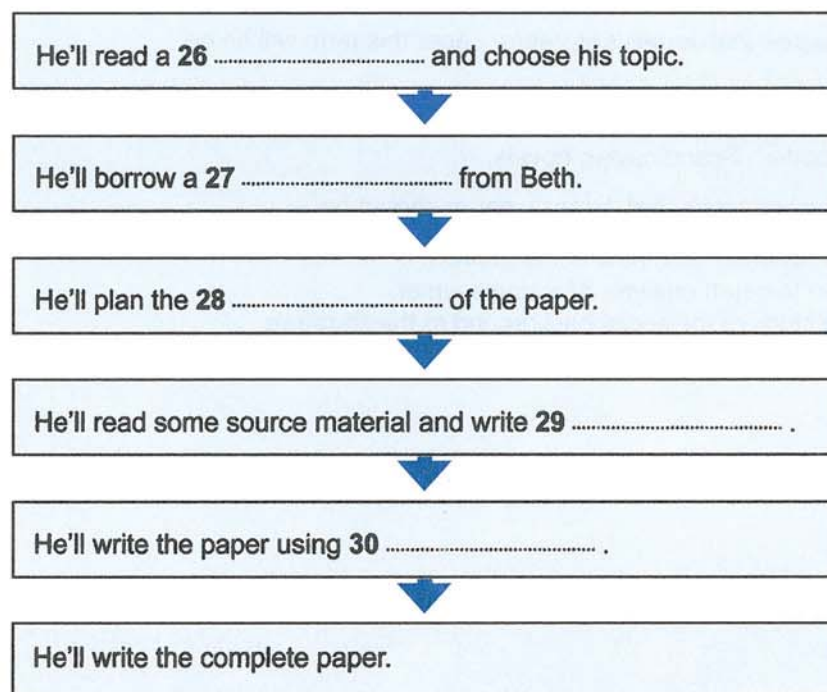 He'll read a 26 ........................................ and choose his topic.
He'll borrow a 27 ........................................ from Beth.
He'll plan the 28 ........................................ of the paper.
He'll read some source material and write 29 ........................................ .
He'll write the paper using 30 ........................................ .
He'll write the complete paper.